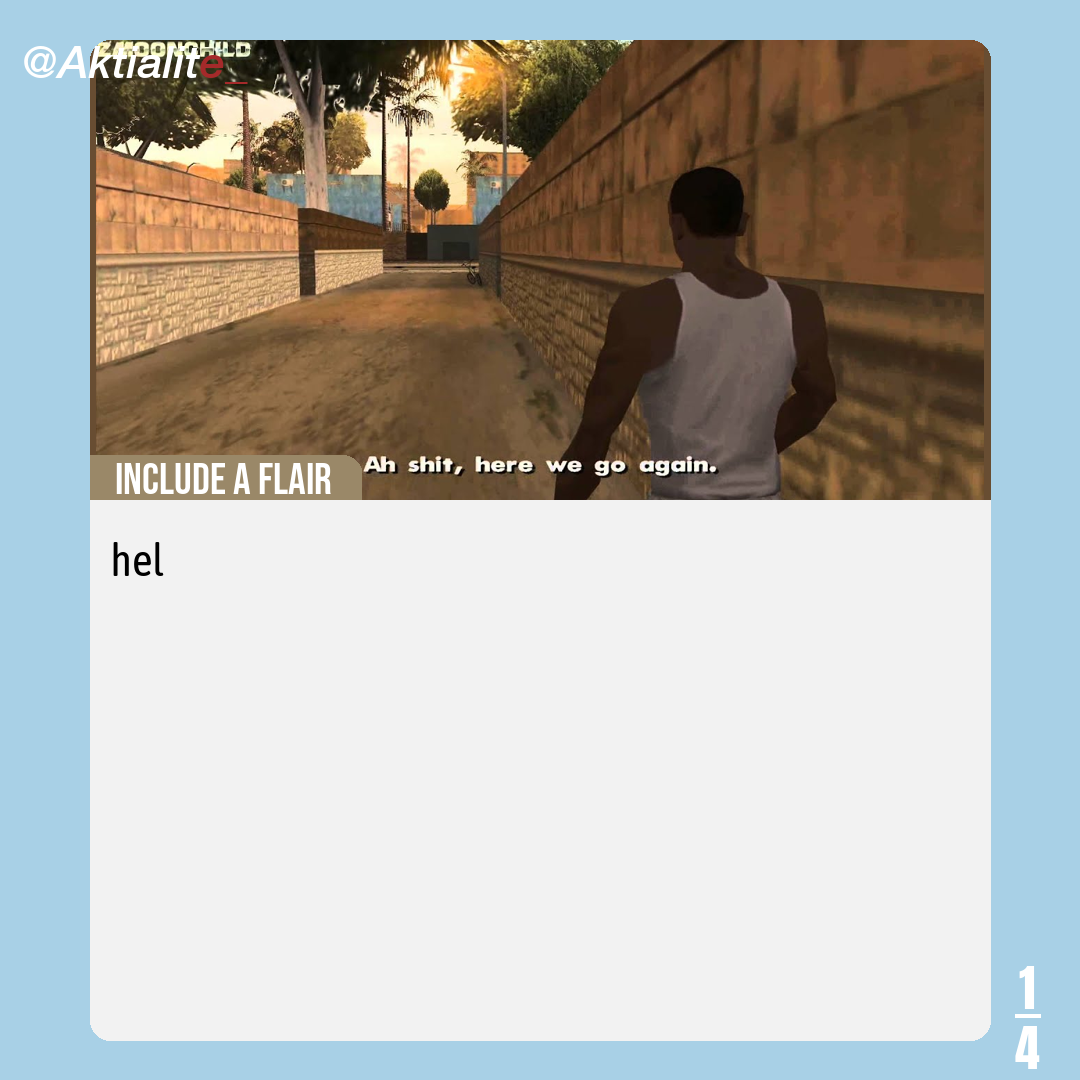 @Aktialite_
INCLUDE A FLAIR
Ah shit, here we go again.
hel
1
4